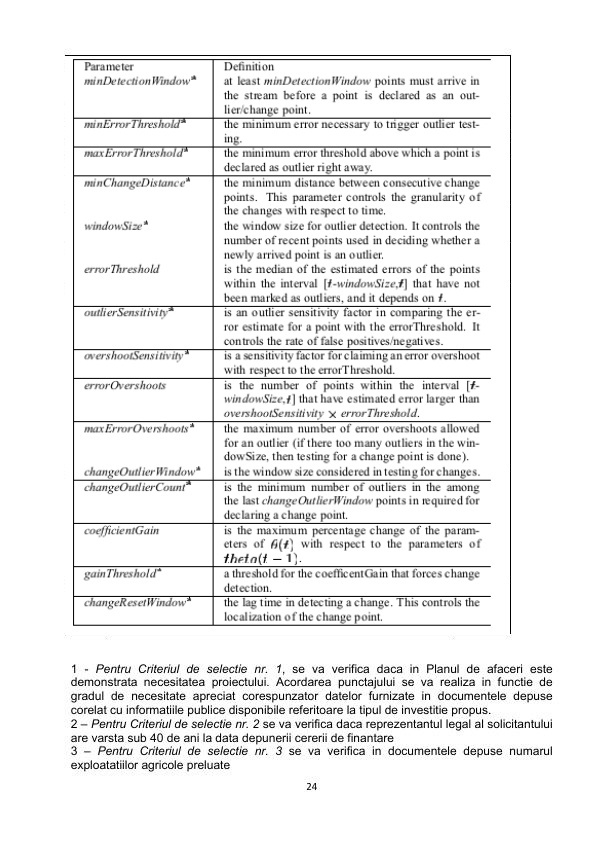 Parameter Definition
minDetectionWindow* at least minDetectionWindow points must arrive in
the stream before a point is declared as an out-
lier/change point.
minErrorThreshold* the minimum error necessary to trigger outlier test-
ing.
maxErrorThreshold* the minimum error threshold above which a point is
declared as outlier right away.
minChangeDistance* the minimum distance between consecutive change
points. This parameter controls the granularity of
the changes with respect to time.
windowSize* the window size for outlier detection. It controls the
number of recent points used in deciding whether a
newly arrived point is an outlier.
errorThreshold is the median of the estimated errors of the points
within the interval [t-windowSize,t] that have not
been marked as outliers, and it depends on t.
outlierSensitivity* is an outlier sensitivity factor in comparing the er-
ror estimate for a point with the errorThreshold. It
controls the rate of false positives/negatives.
overshootSensitivity* is a sensitivity factor for claiming an error overshoot
with respect to the errorThreshold.
errorOvershoots is the number of points within the interval [t-
windowSize,t] that have estimated error larger than
overshootSensitivity × errorThreshold.
maxErrorOvershoots* the maximum number of error overshoots allowed
for an outlier (if there too many outliers in the win-
dowSize, then testing for a change point is done).
changeOutlierWindow* is the window size considered in testing for changes.
changeOutlierCount* is the minimum number of outliers in the among
the last changeOutlierWindow points in required for
declaring a change point.
coefficientGain is the maximum percentage change of the param-
eters of with respect to the parameters of
theta(t − 1).
gainThreshold* a threshold for the coefficentGain that forces change
detection.
changeResetWindow* the lag time in detecting a change. This controls the
localization of the change point.
1 - Pentru Criteriul de selectie nr. 1, se va verifica daca in Planul de afaceri este
demonstrata necesitatea proiectului. Acordarea punctajului se va realiza in functie de
gradul de necesitate apreciat corespunzator datelor furnizate in documentele depuse
corelat cu informatiile publice disponibile referitoare la tipul de investitie propus.
2 – Pentru Criteriul de selectie nr. 2 se va verifica daca reprezentantul legal al solicitantului
are varsta sub 40 de ani la data depunerii cererii de finantare
3 – Pentru Criteriul de selectie nr. 3 se va verifica in documentele depuse numarul
exploatatiilor agricole preluate
24